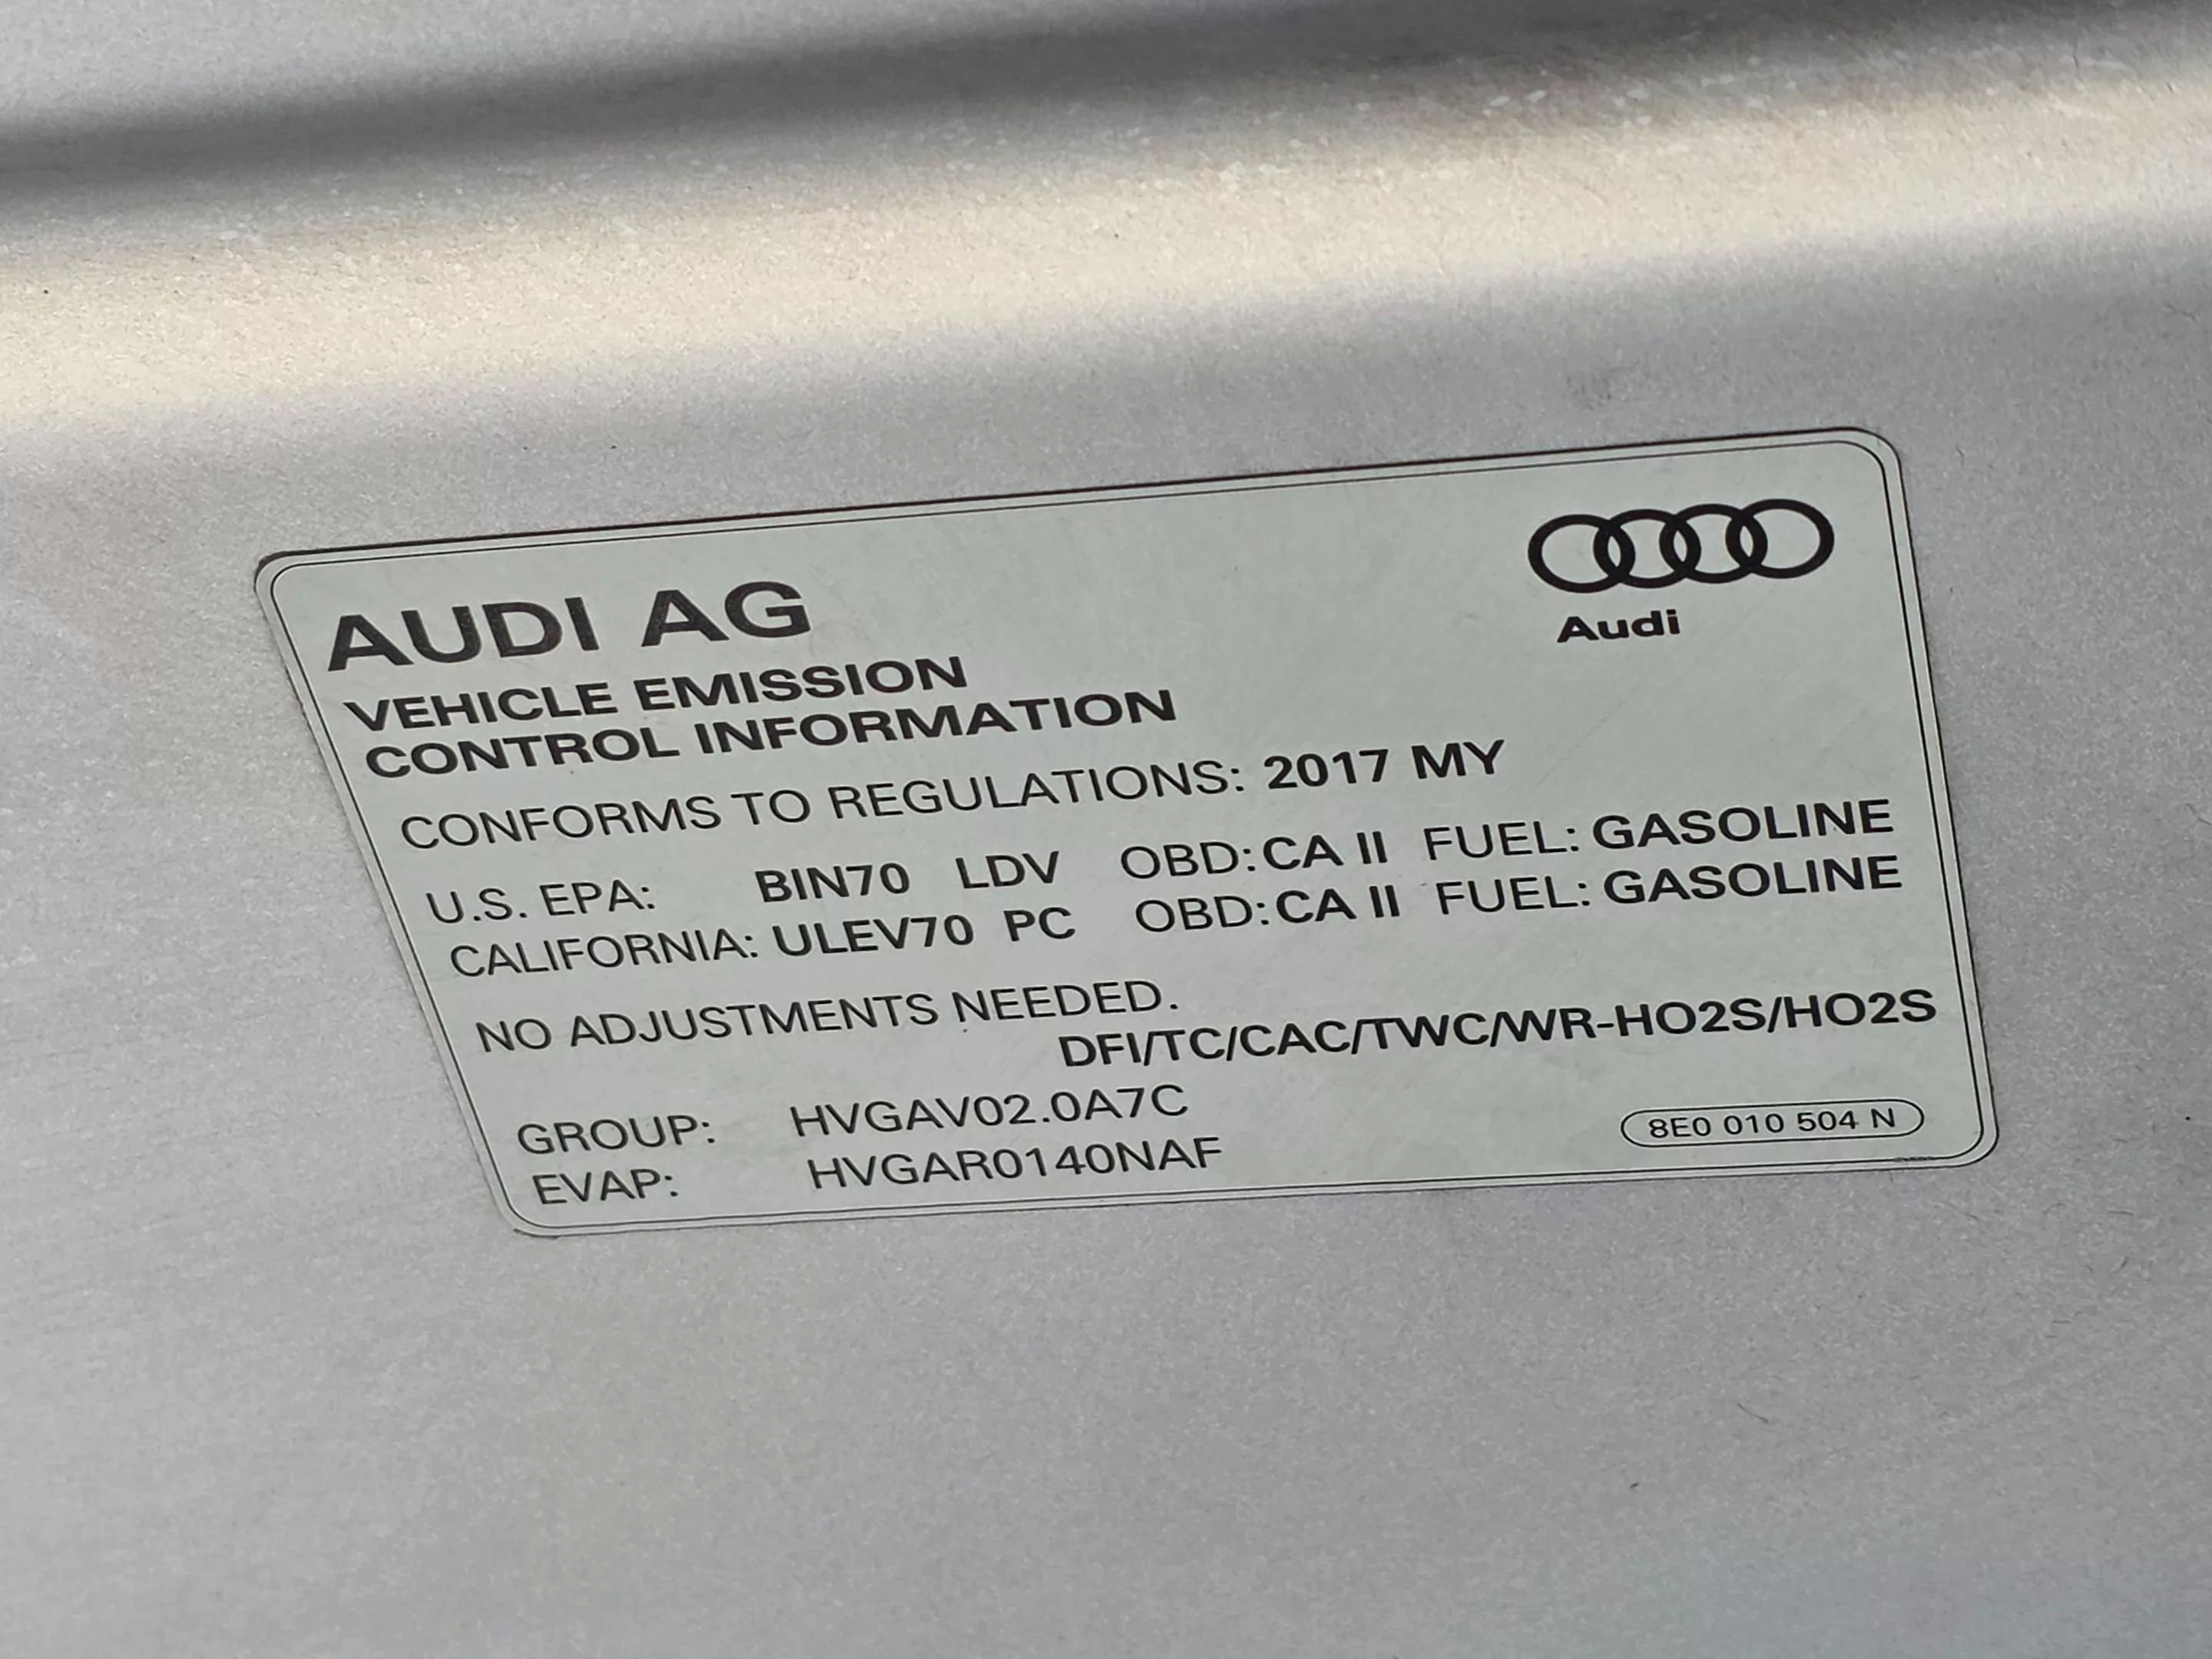 AUDI AG
Audi
VEHICLE EMISSION
CONTROL INFORMATION
CONFORMS TO REGULATIONS: 2017 MY
U.S. EPA: BIN70 LDV OBD: CA II FUEL: GASOLINE
CALIFORNIA: ULEV70 PC OBD: CA II FUEL: GASOLINE
NO ADJUSTMENTS NEEDED.
DFI/TC/CAC/TWC/WR-HO2S/HO2S
GROUP: HVGAV02.0A7C
EVAP: HVGAR0140NAF
8E0 010 504 N